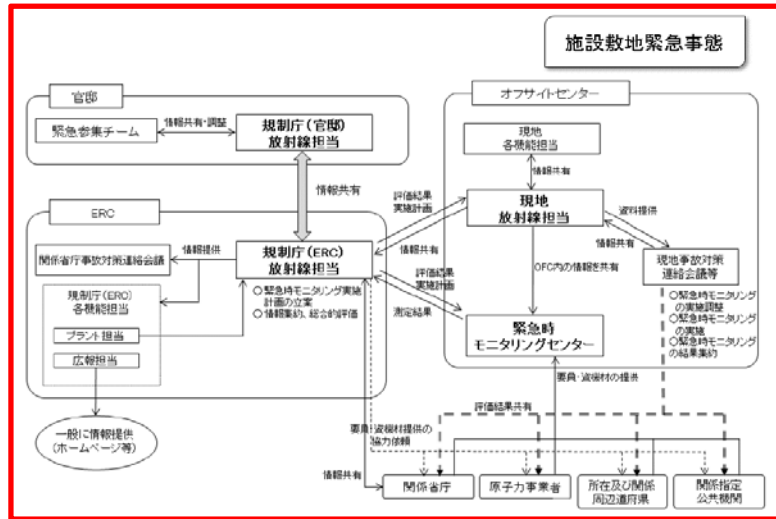 施設敷地緊急事態
官邸
緊急参集チーム
情報共有・調整
規制庁(官邸)
放射線担当
情報共有
ERC
関係省庁事故対策連絡会議
情報提供
規制庁(ERC)
放射線担当
○緊急時モニタリング実施
計画の立案
○情報集約、総合的評価
規制庁(ERC)
各機能担当
プラント担当
広報担当
一般に情報提供
(ホームページ等)
オフサイトセンター
現地
各機能担当
情報共有
評価結果
実施計画
現地
放射線担当
資料提供
情報共有
情報共有
現地事故対策
連絡会議等
OFC内の情報を共有
評価結果
実施計画
測定結果
緊急時
モニタリングセンター
○緊急時モニタリング
の実施調整
○緊急時モニタリング
の実施
○緊急時モニタリング
の結果集約
要員・資機材の提供
評価結果共有
要員・資機材提供の
協力依頼
情報共有
関係省庁
原子力事業者
所在及び関係
周辺道府県
関係指定
公共機関